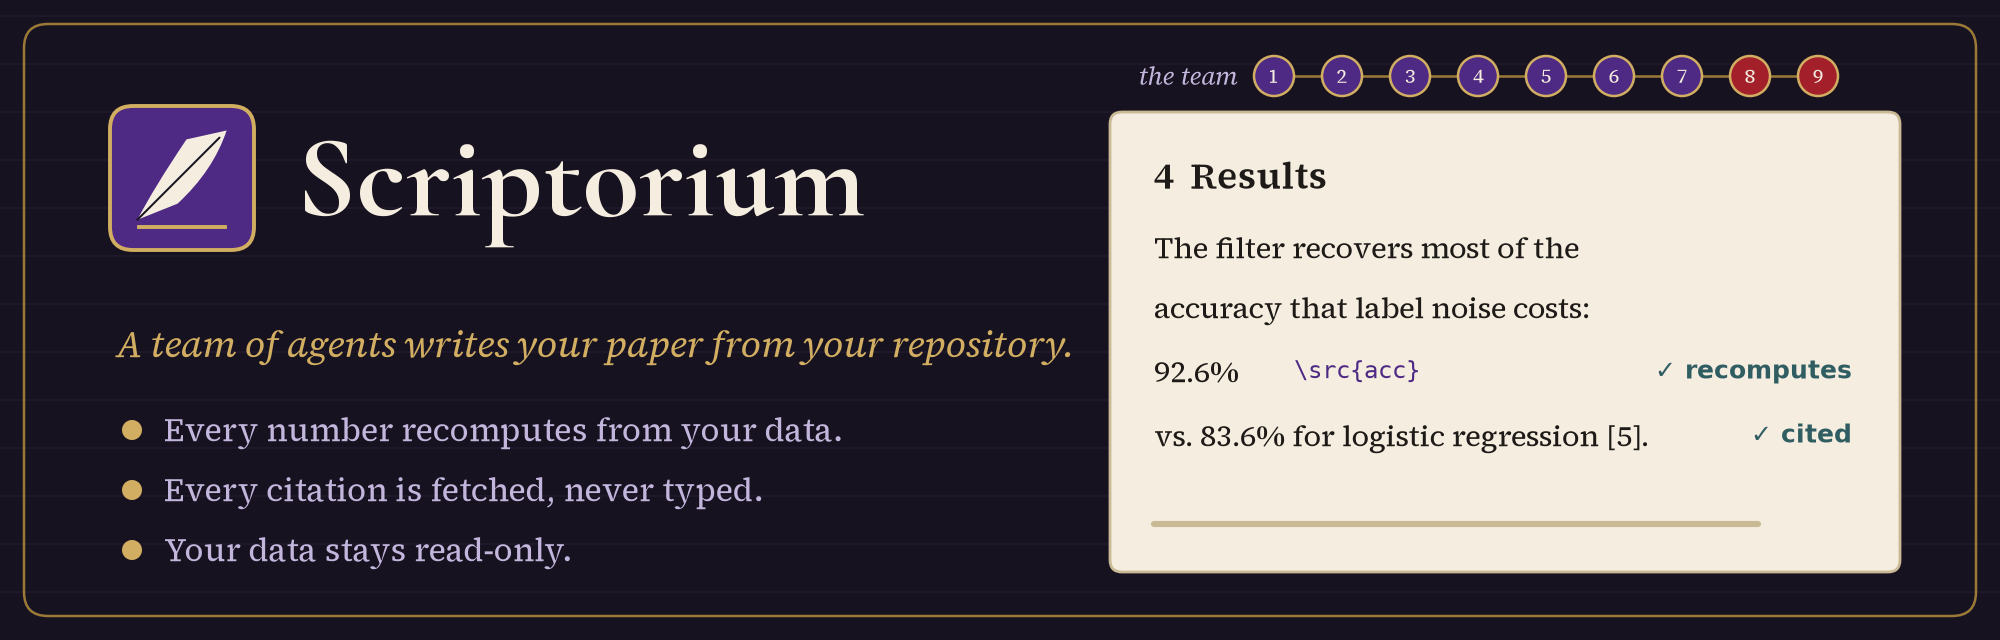 Scriptorium
A team of agents writes your paper from your repository.
Every number recomputes from your data.
Every citation is fetched, never typed.
Your data stays read-only.
the team 1 2 3 4 5 6 7 8 9
4 Results
The filter recovers most of the
accuracy that label noise costs:
92.6% \src{acc} ✓ recomputes
vs. 83.6% for logistic regression [5]. ✓ cited